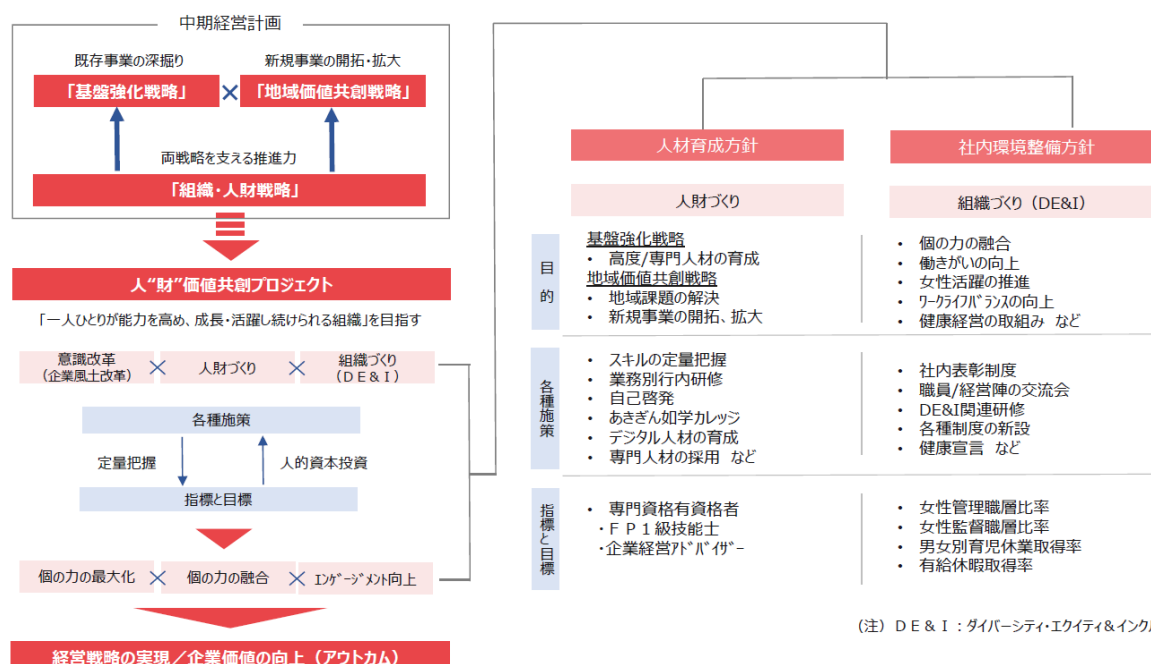 中期経営計画
既存事業の深掘り
新規事業の開拓・拡大
「基盤強化戦略」 × 「地域価値共創戦略」
両戦略を支える推進力
「組織・人財戦略」
人“財”価値共創プロジェクト
「一人ひとりが能力を高め、成長・活躍し続けられる組織」を目指す
意識改革
(企業風土改革)
×
人財づくり
×
組織づくり
(DE&I)
各種施策
定量把握
人的資本投資
指標と目標
個の力の最大化 × 個の力の融合 × エンゲージメント向上
経営戦略の実現／企業価値の向上（アウトカム）
人材育成方針
社内環境整備方針
人財づくり
組織づくり（DE&I）
目的
基盤強化戦略
• 高度/専門人材の育成
地域価値共創戦略
• 地域課題の解決
• 新規事業の開拓、拡大
• 個の力の融合
• 働きがいの向上
• 女性活躍の推進
• ワークライフバランスの向上
• 健康経営の取組み など
各種施策
• スキルの定量把握
• 業務別行内研修
• 自己啓発
• あきぎん如学カレッジ
• デジタル人材の育成
• 専門人材の採用 など
• 社内表彰制度
• 職員/経営陣の交流会
• DE&I関連研修
• 各種制度の新設
• 健康宣言 など
指標と目標
• 専門資格有資格者
・ＦＰ１級技能士
・企業経営アドバイザー
• 女性管理職層比率
• 女性監督職層比率
• 男女別育児休業取得率
• 有給休暇取得率
（注）ＤＥ＆Ｉ：ダイバーシティ・エクイティ＆インクル